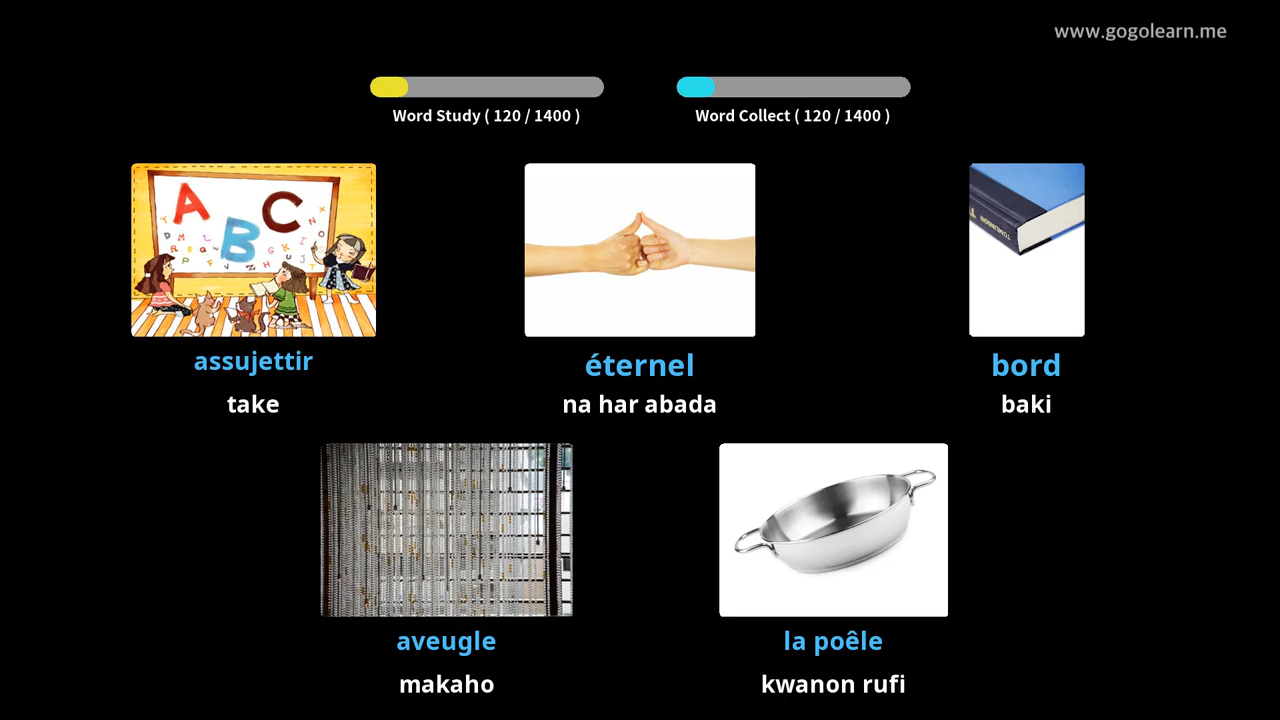 www.gogolearn.me
Word Study ( 120 / 1400 )
Word Collect ( 120 / 1400 )
A B C
TOMLINSON
assujettir
éternel
bord
take
na har abada
baki
aveugle
la poêle
makaho
kwanon rufi